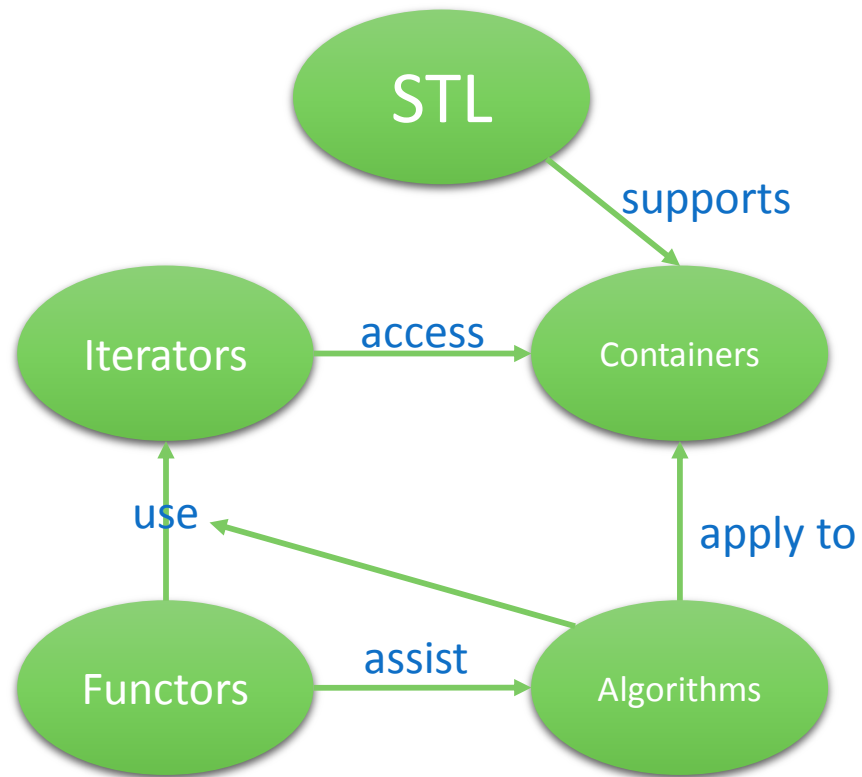 STL
supports
Iterators
access
Containers
use
apply to
Functors
assist
Algorithms